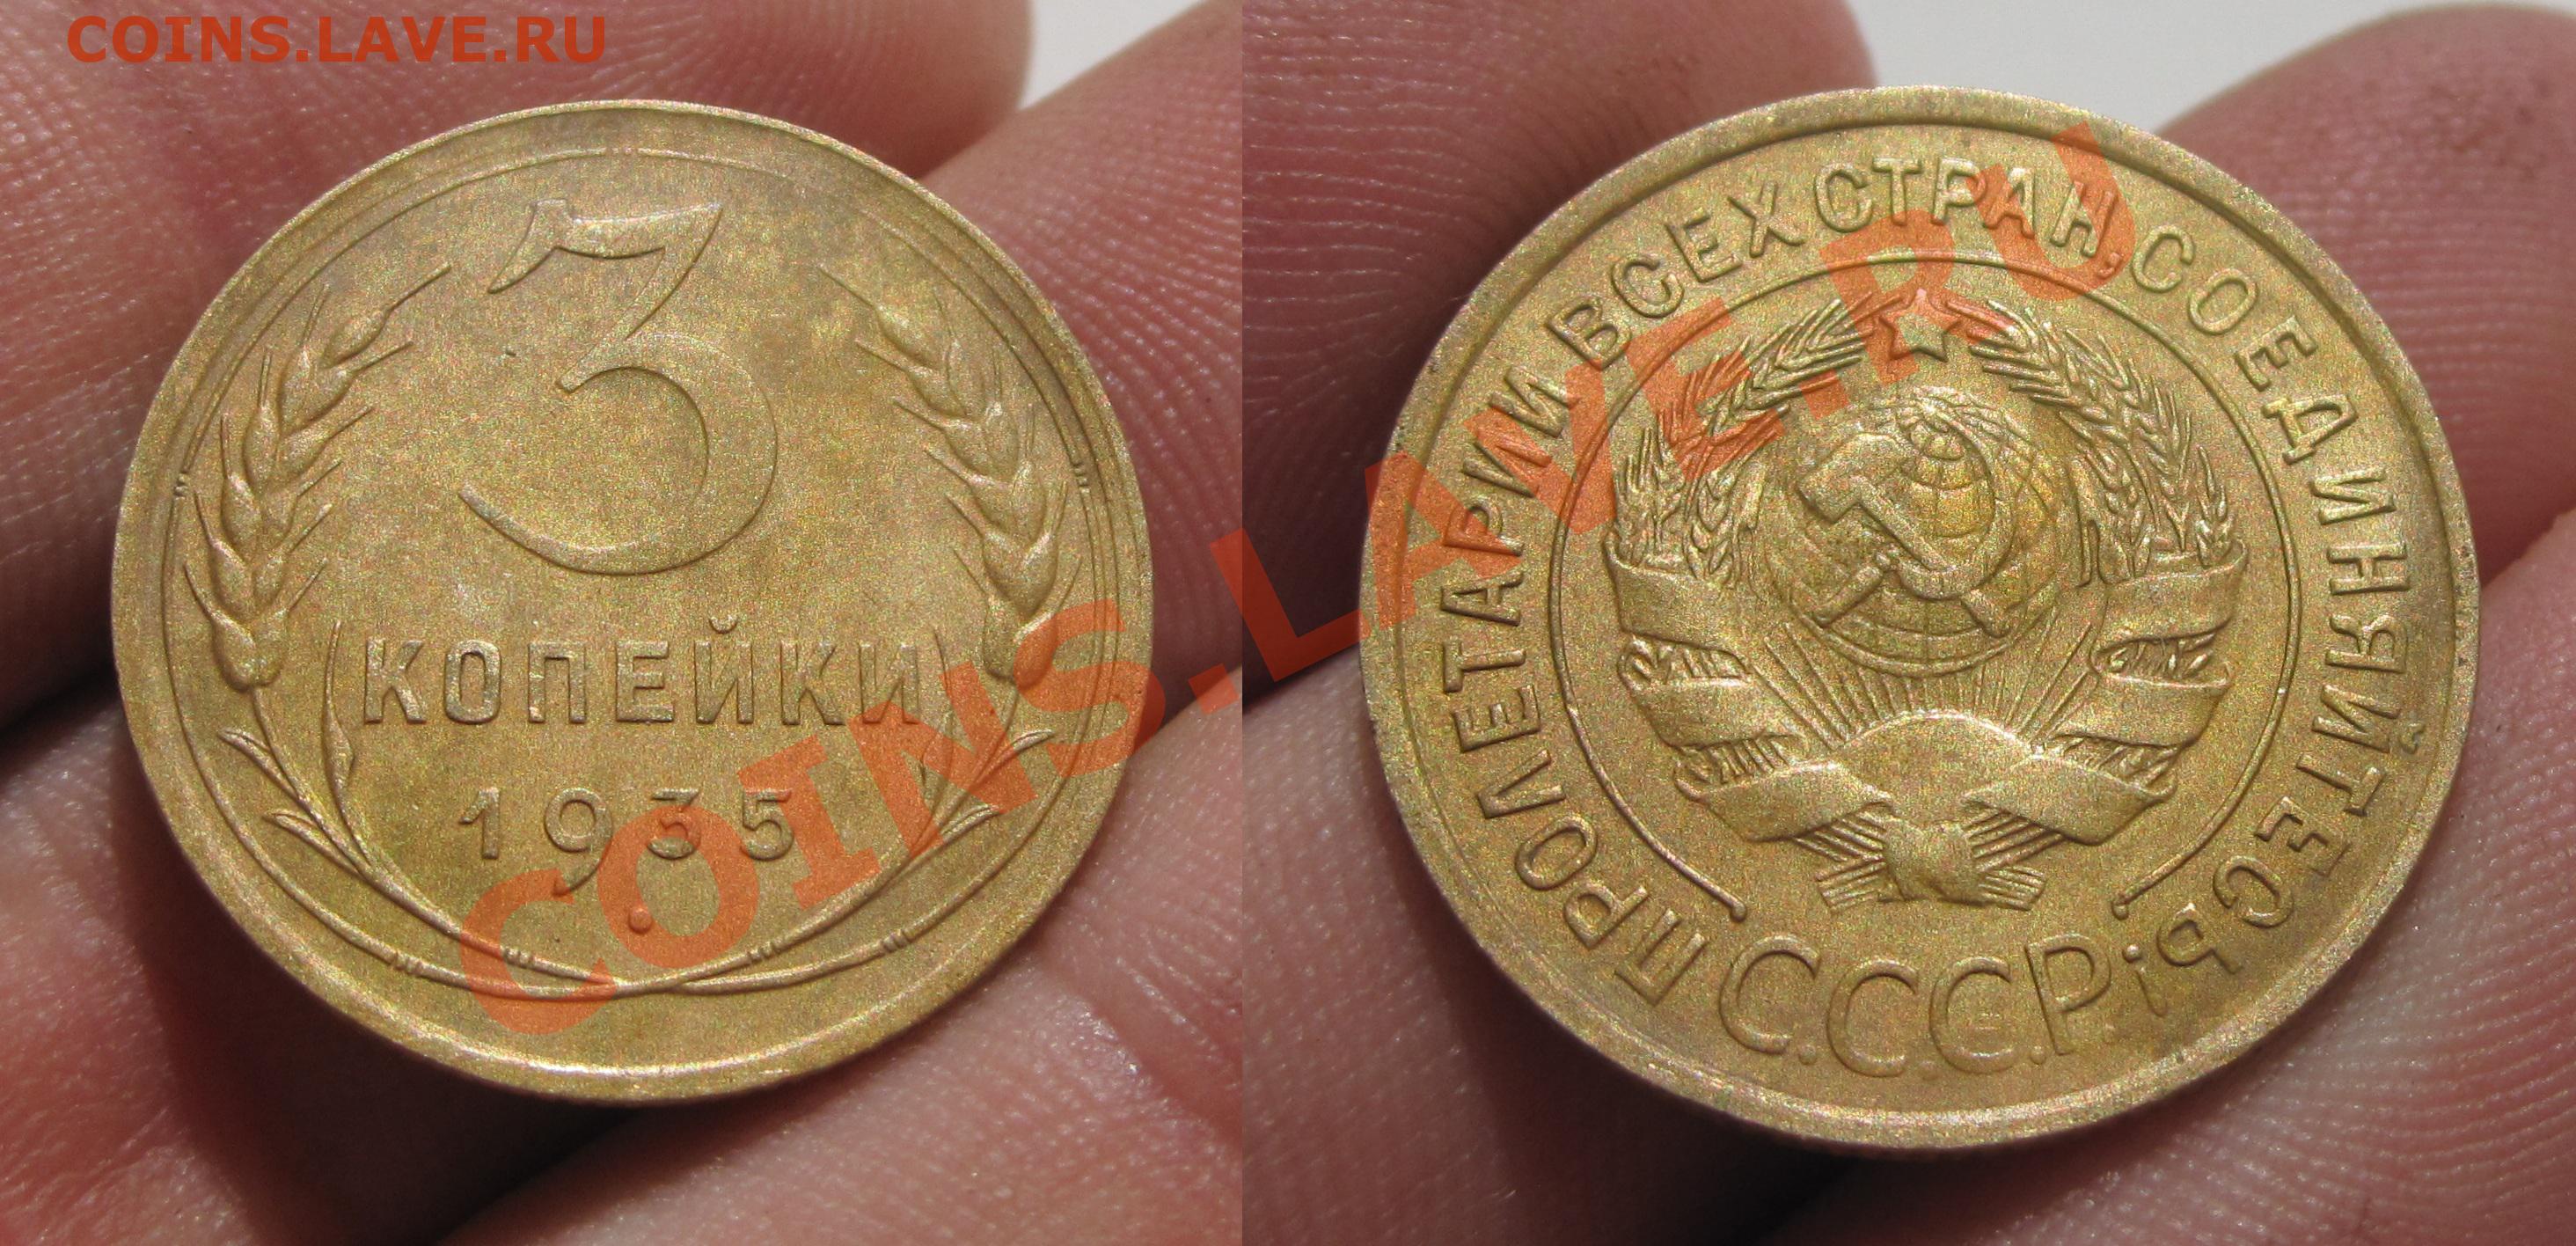 COINS.LAVE.RU
3
КОПЕЙКИ
1935
ПРОЛЕТАРИИ ВСЕХ СТРАН, СОЕДИНЯЙТЕСЬ!
С.С.С.Р.
COINS.LAVE.RU